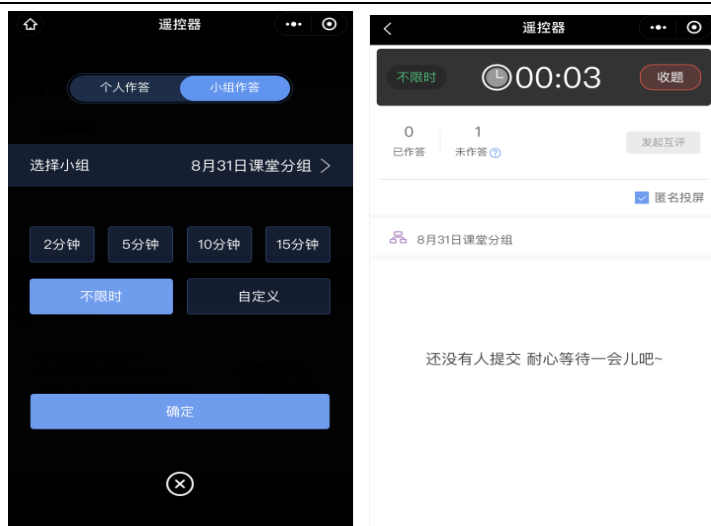 遥控器
个人作答 小组作答
选择小组 8月31日课堂分组
2分钟 5分钟 10分钟 15分钟
不限时 自定义
确定
遥控器
不限时 00:03 收题
0 1
已作答 未作答 发起互评
匿名投屏
8月31日课堂分组
还没有人提交 耐心等待一会儿吧~